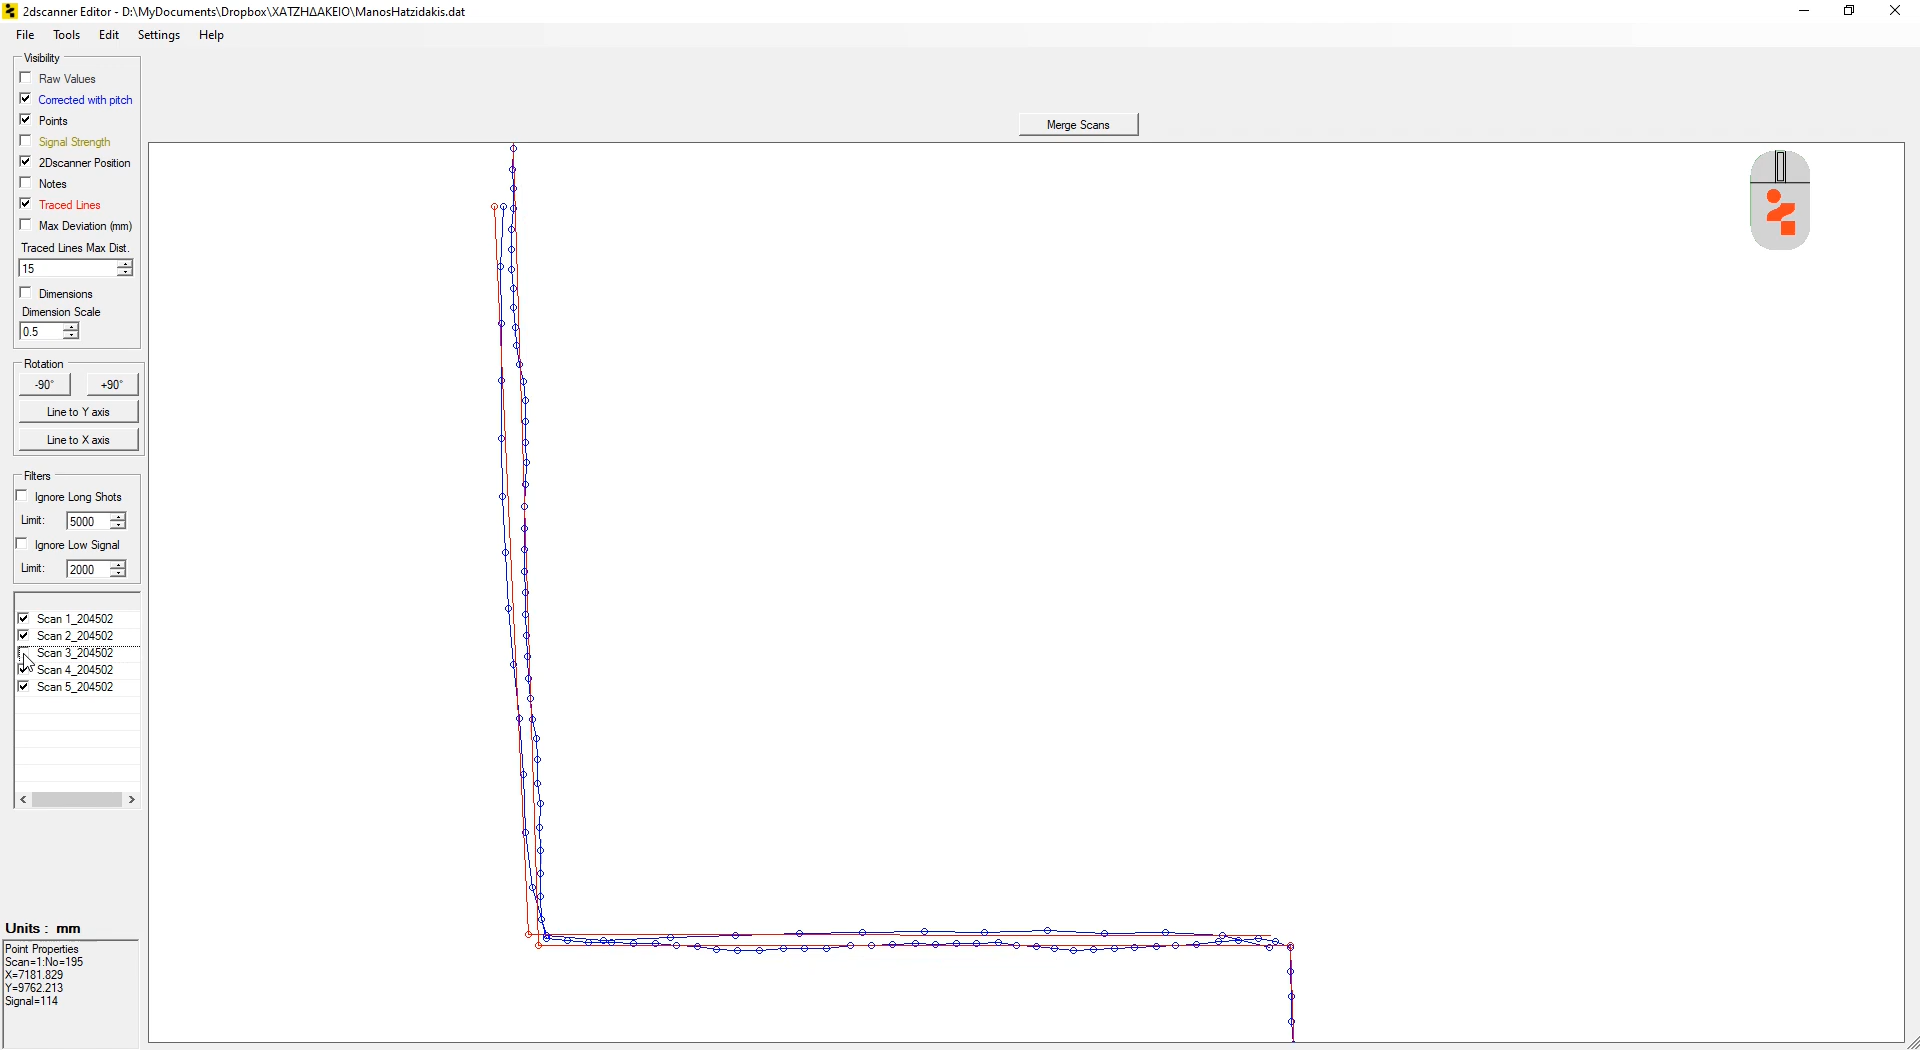 2dscanner Editor - D:\MyDocuments\Dropbox\ΧΑΤΖΗΔΑΚΕΙΟ\ManosHatzidakis.dat
File Tools Edit Settings Help
Visibility
Raw Values
Corrected with pitch
Points
Signal Strength
2Dscanner Position
Notes
Traced Lines
Max Deviation (mm)
Traced Lines Max Dist.
15
Dimensions
Dimension Scale
0.5
Rotation
-90° +90°
Line to Y axis
Line to X axis
Filters
Ignore Long Shots
Limit: 5000
Ignore Low Signal
Limit: 2000
Scan 1_204502
Scan 2_204502
Scan 3_204502
Scan 4_204502
Scan 5_204502
Units : mm
Point Properties
Scan=1:No=195
X=7181.829
Y=9762.213
Signal=114
Merge Scans